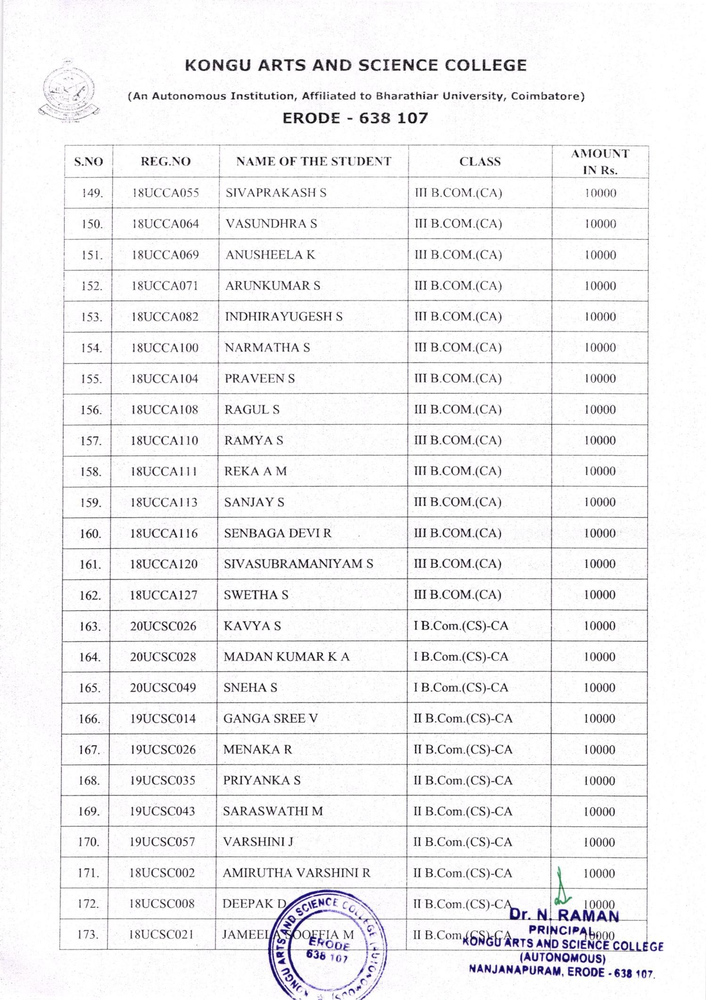 KONGU ARTS AND SCIENCE COLLEGE
(An Autonomous Institution, Affiliated to Bharathiar University, Coimbatore)
ERODE - 638 107
S.NO REG.NO NAME OF THE STUDENT CLASS AMOUNT IN Rs.
149. 18UCCA055 SIVAPRAKASH S III B.COM.(CA) 10000
150. 18UCCA064 VASUNDHRA S III B.COM.(CA) 10000
151. 18UCCA069 ANUSHEELA K III B.COM.(CA) 10000
152. 18UCCA071 ARUNKUMAR S III B.COM.(CA) 10000
153. 18UCCA082 INDHIRAYUGESH S III B.COM.(CA) 10000
154. 18UCCA100 NARMATHA S III B.COM.(CA) 10000
155. 18UCCA104 PRAVEEN S III B.COM.(CA) 10000
156. 18UCCA108 RAGUL S III B.COM.(CA) 10000
157. 18UCCA110 RAMYA S III B.COM.(CA) 10000
158. 18UCCA111 REKA A M III B.COM.(CA) 10000
159. 18UCCA113 SANJAY S III B.COM.(CA) 10000
160. 18UCCA116 SENBAGA DEVI R III B.COM.(CA) 10000
161. 18UCCA120 SIVASUBRAMANIYAM S III B.COM.(CA) 10000
162. 18UCCA127 SWETHA S III B.COM.(CA) 10000
163. 20UCSC026 KAVYA S I B.Com.(CS)-CA 10000
164. 20UCSC028 MADAN KUMAR K A I B.Com.(CS)-CA 10000
165. 20UCSC049 SNEHA S I B.Com.(CS)-CA 10000
166. 19UCSC014 GANGA SREE V II B.Com.(CS)-CA 10000
167. 19UCSC026 MENAKA R II B.Com.(CS)-CA 10000
168. 19UCSC035 PRIYANKA S II B.Com.(CS)-CA 10000
169. 19UCSC043 SARASWATHI M II B.Com.(CS)-CA 10000
170. 19UCSC057 VARSHINI J II B.Com.(CS)-CA 10000
171. 18UCSC002 AMIRUTHA VARSHINI R II B.Com.(CS)-CA 10000
172. 18UCSC008 DEEPAK D II B.Com.(CS)-CA 10000
173. 18UCSC021 JAMEELA SOOFFIA M II B.Com.(CS)-CA 10000
KONGU ARTS AND SCIENCE COLLEGE (AUTONOMOUS)
ERODE
638 107
Dr. N. RAMAN
PRINCIPAL,
KONGU ARTS AND SCIENCE COLLEGE
(AUTONOMOUS)
NANJANAPURAM, ERODE - 638 107.